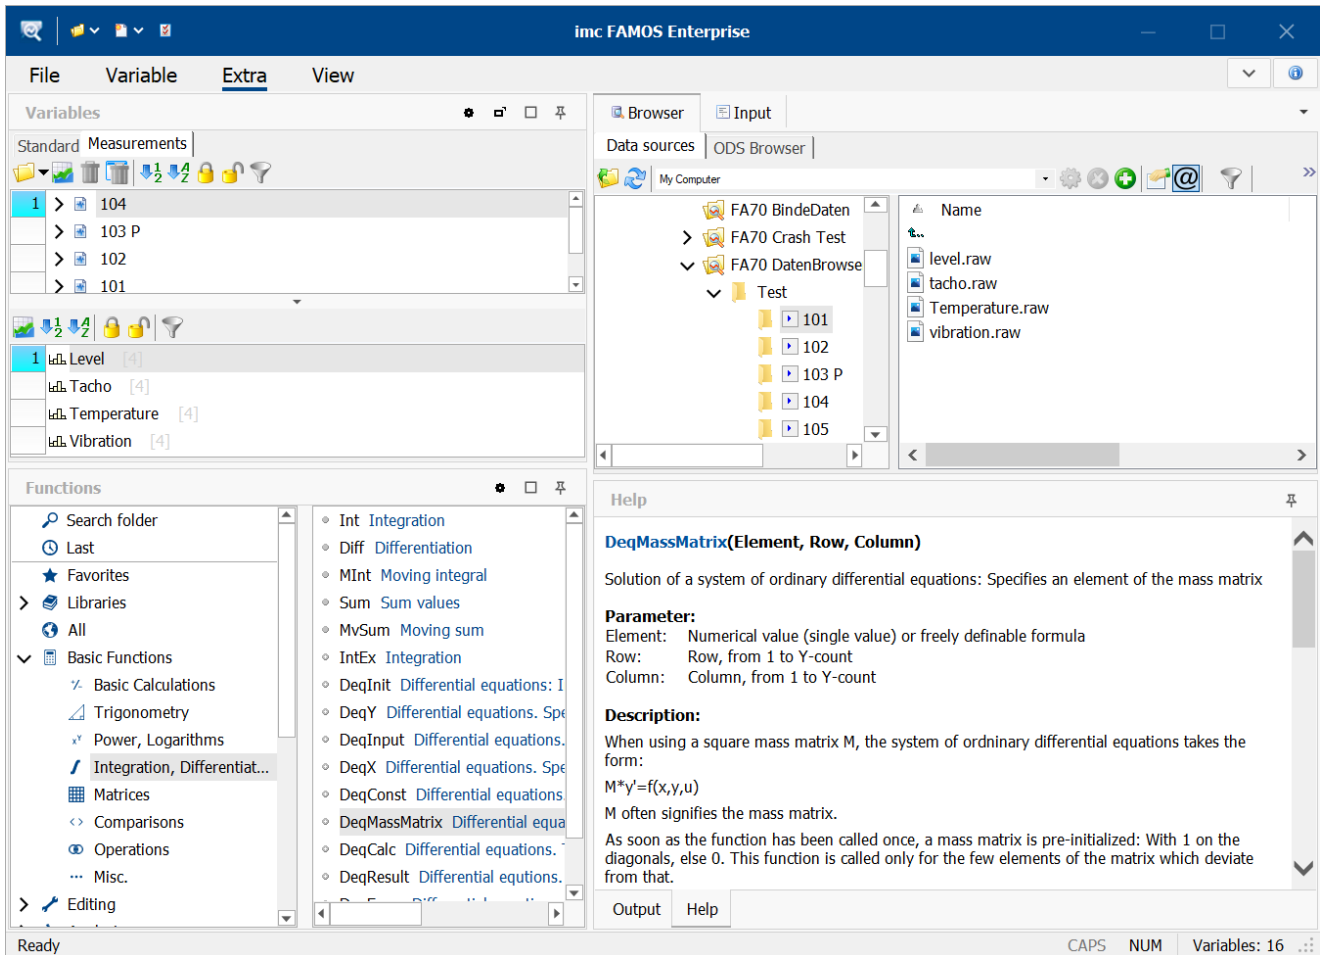 imc FAMOS Enterprise
File Variable Extra View
Variables
Standard Measurements
1 104
103 P
102
101
1 Level [4]
Tacho [4]
Temperature [4]
Vibration [4]
Browser Input
Data sources ODS Browser
My Computer
FA70 BindeDaten
FA70 Crash Test
FA70 DatenBrowse
Test
101
102
103 P
104
105
Name
level.raw
tacho.raw
Temperature.raw
vibration.raw
Functions
Search folder
Last
Favorites
Libraries
All
Basic Functions
Basic Calculations
Trigonometry
Power, Logarithms
Integration, Differentiat...
Matrices
Comparisons
Operations
Misc.
Editing
Int Integration
Diff Differentiation
MInt Moving integral
Sum Sum values
MvSum Moving sum
IntEx Integration
DeqInit Differential equations: I
DeqY Differential equations. Spe
DeqInput Differential equations.
DeqX Differential equations. Spe
DeqConst Differential equations.
DeqMassMatrix Differential equa
DeqCalc Differential equations.
DeqResult Differential equtions.
Help
DeqMassMatrix(Element, Row, Column)
Solution of a system of ordinary differential equations: Specifies an element of the mass matrix
Parameter:
Element: Numerical value (single value) or freely definable formula
Row: Row, from 1 to Y-count
Column: Column, from 1 to Y-count
Description:
When using a square mass matrix M, the system of ordninary differential equations takes the
form:
M*y'=f(x,y,u)
M often signifies the mass matrix.
As soon as the function has been called once, a mass matrix is pre-initialized: With 1 on the
diagonals, else 0. This function is called only for the few elements of the matrix which deviate
from that.
Output Help
Ready CAPS NUM Variables: 16